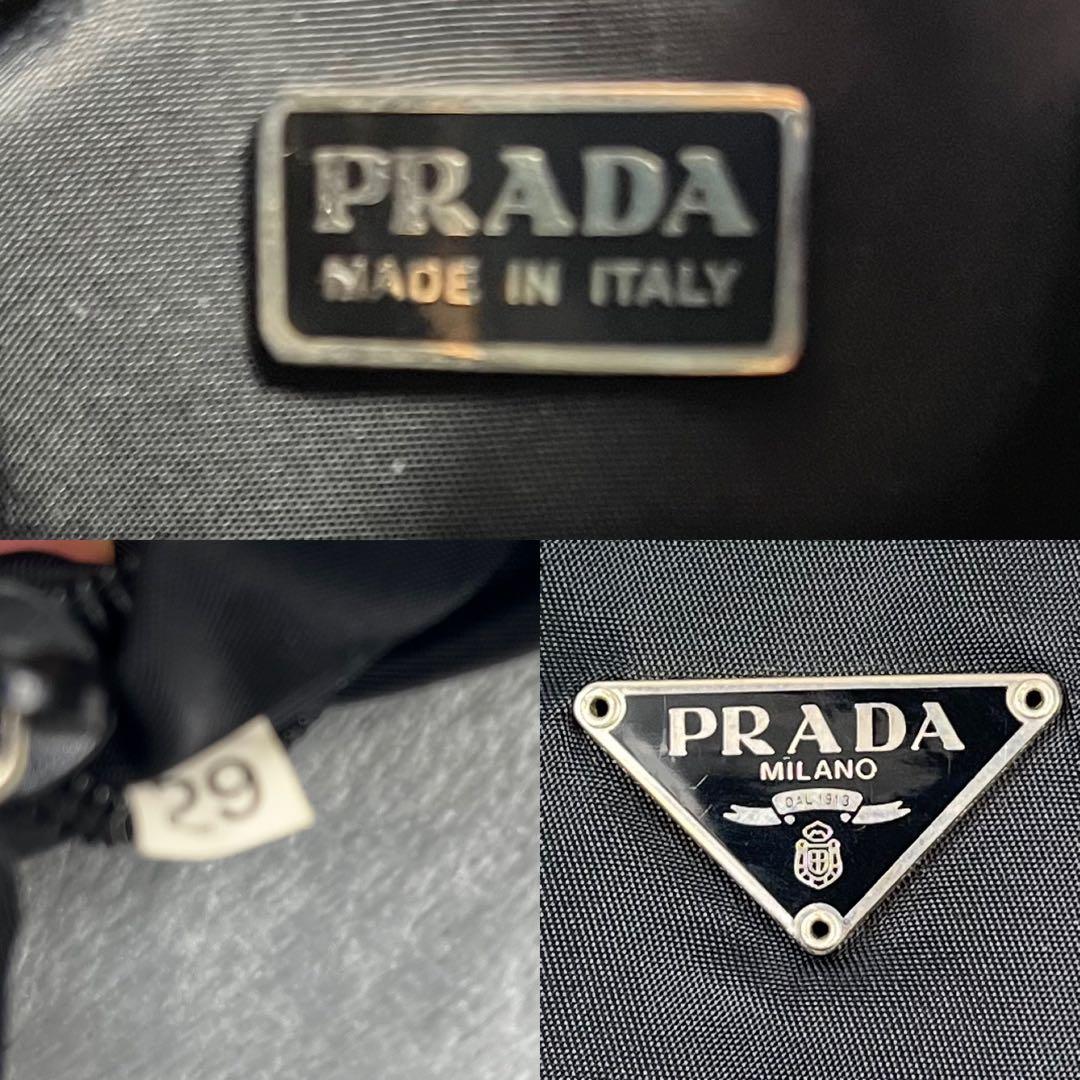 PRADA
MADE IN ITALY
29
PRADA
MILANO
DAL 1913